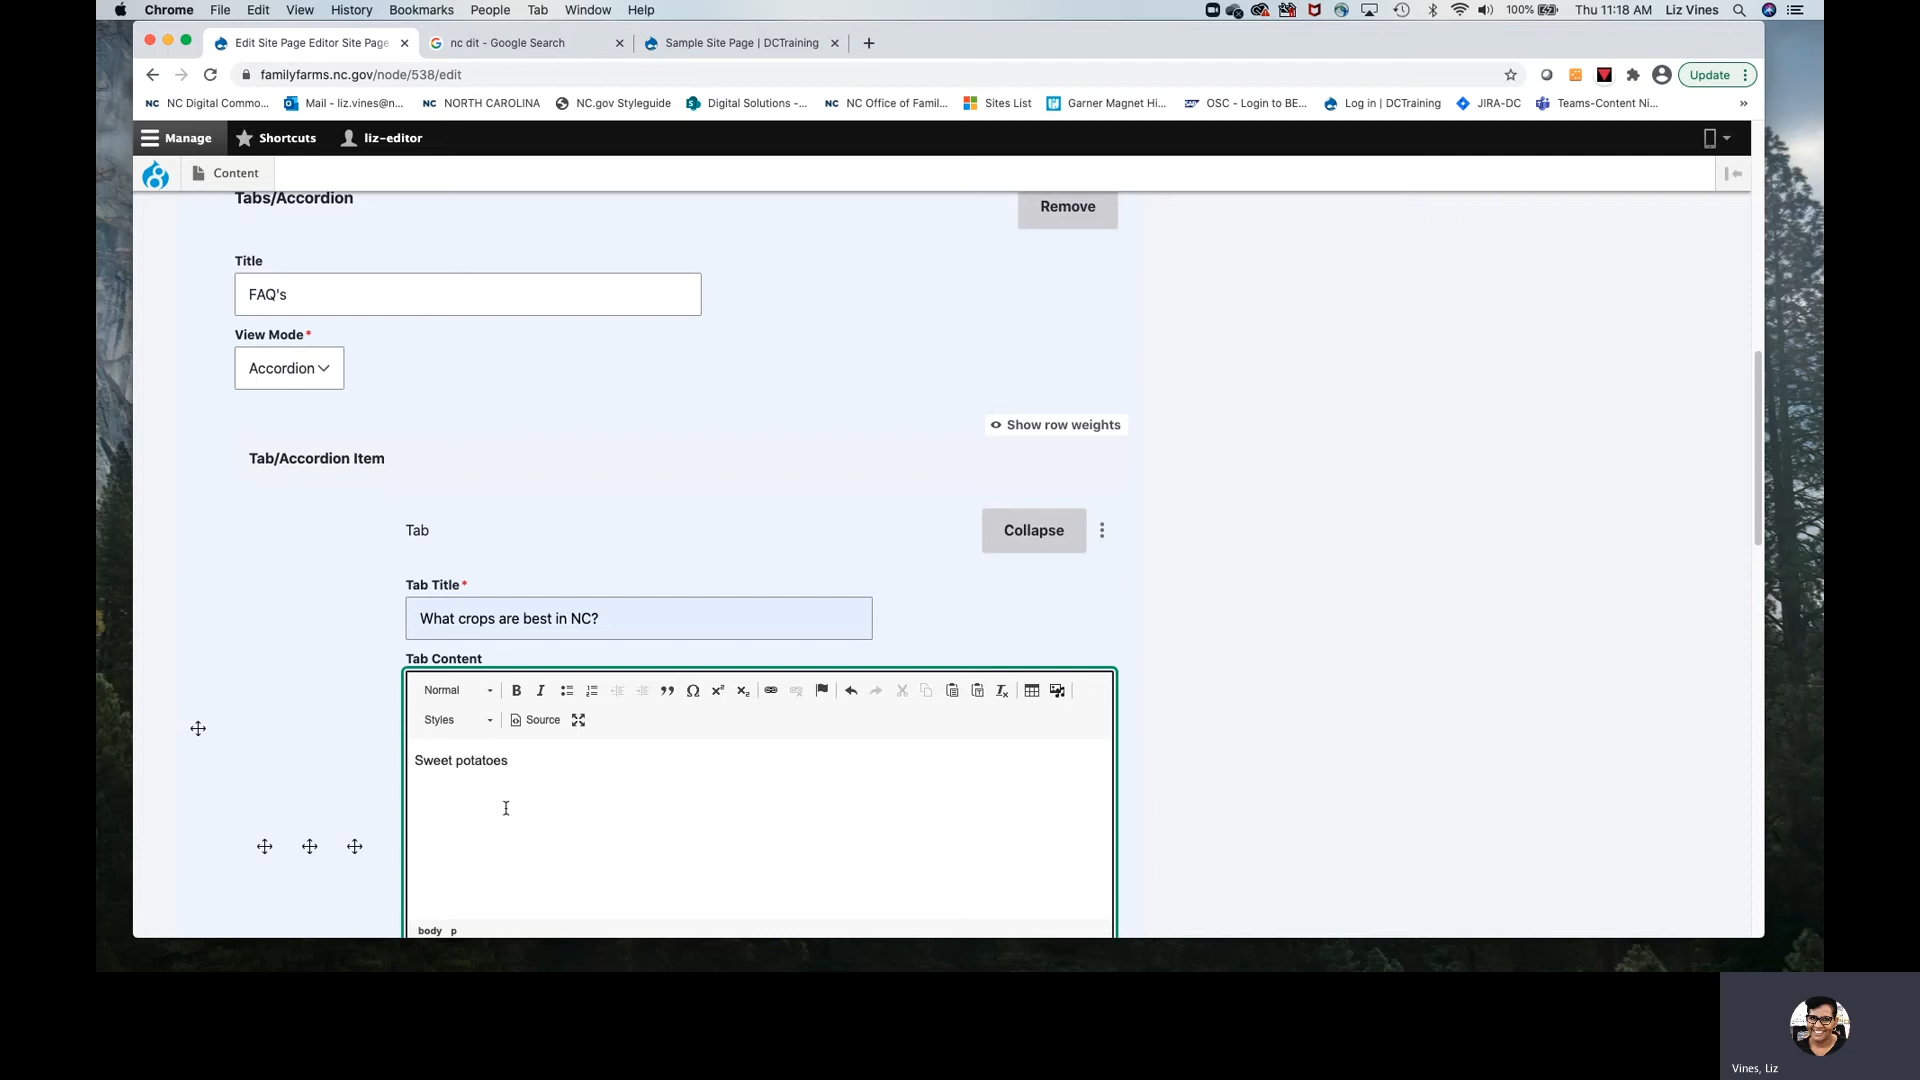 Chrome File Edit View History Bookmarks People Tab Window Help 100% Thu 11:18 AM Liz Vines
Edit Site Page Editor Site Page nc dit - Google Search Sample Site Page | DCTraining
familyfarms.nc.gov/node/538/edit Update
NC NC Digital Commo... Mail - liz.vines@n... NC NORTH CAROLINA NC.gov Styleguide Digital Solutions -... NC NC Office of Famil... Sites List Garner Magnet Hi... OSC - Login to BE... Log in | DCTraining JIRA-DC Teams-Content Ni... »
Manage Shortcuts liz-editor
Content
Tabs/Accordion
Remove
Title
FAQ's
View Mode*
Accordion
Show row weights
Tab/Accordion Item
Tab Collapse
Tab Title*
What crops are best in NC?
Tab Content
Normal B I Ω x² x₂
Styles Source
Sweet potatoes
body p
Vines, Liz